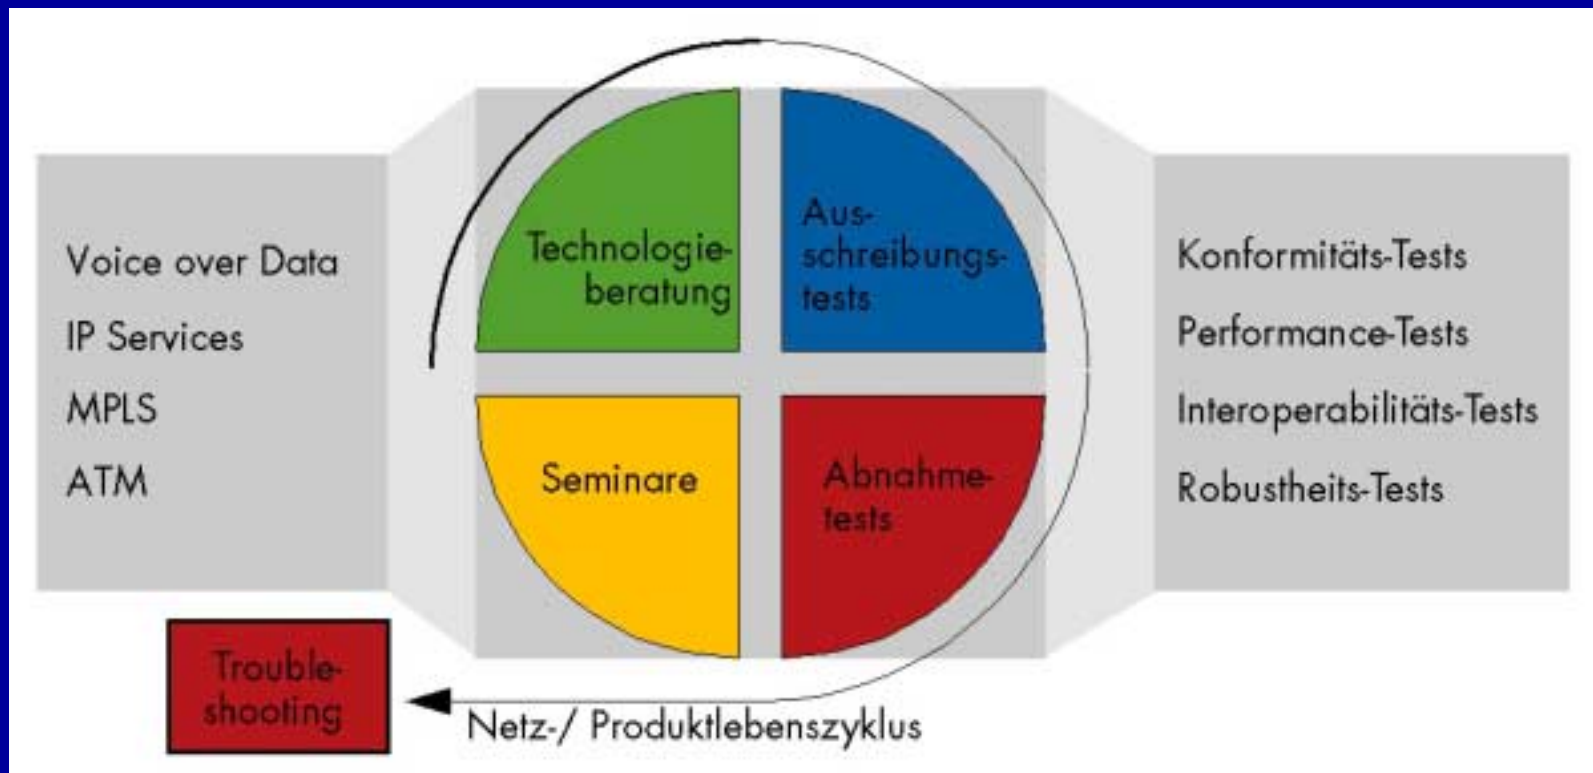 Voice over Data
IP Services
MPLS
ATM
Technologie-
beratung
Aus-
schreibungs-
tests
Seminare
Abnahme-
tests
Konformitäts-Tests
Performance-Tests
Interoperabilitäts-Tests
Robustheits-Tests
Trouble-
shooting
Netz-/ Produktlebenszyklus